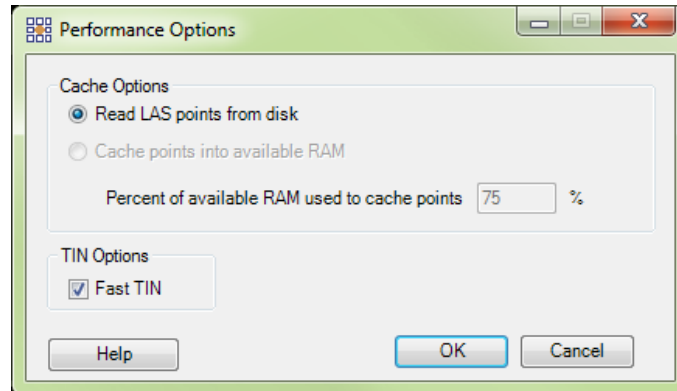 Performance Options
Cache Options
Read LAS points from disk
Cache points into available RAM
Percent of available RAM used to cache points 75 %
TIN Options
Fast TIN
Help OK Cancel